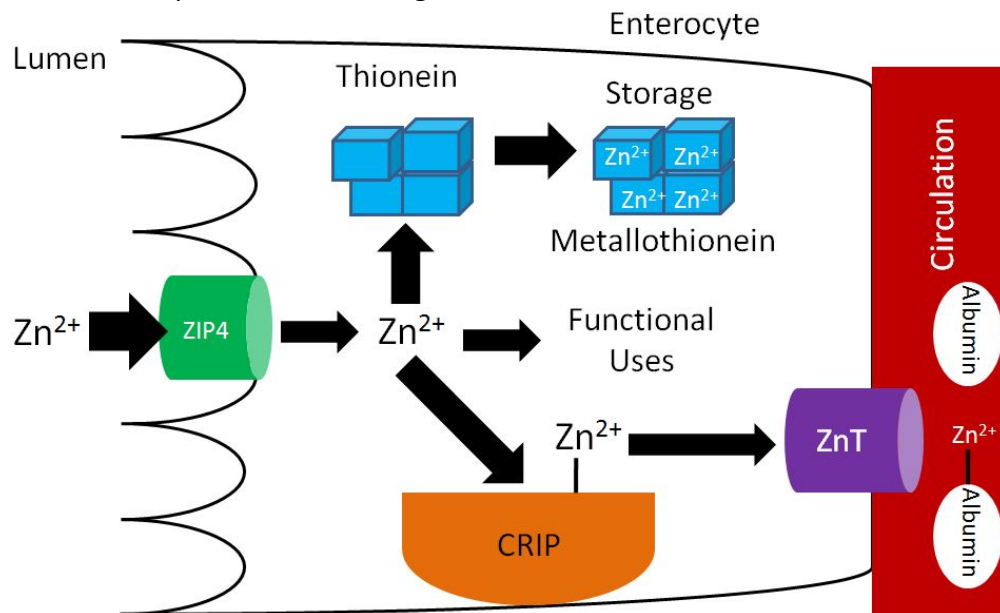 Enterocyte
Lumen
Thionein
Storage
Zn²⁺
Zn²⁺
Zn²⁺
Zn²⁺
Metallothionein
Circulation
Zn²⁺
ZIP4
Zn²⁺
Functional
Uses
Albumin
Zn²⁺
ZnT
Zn²⁺
Albumin
CRIP